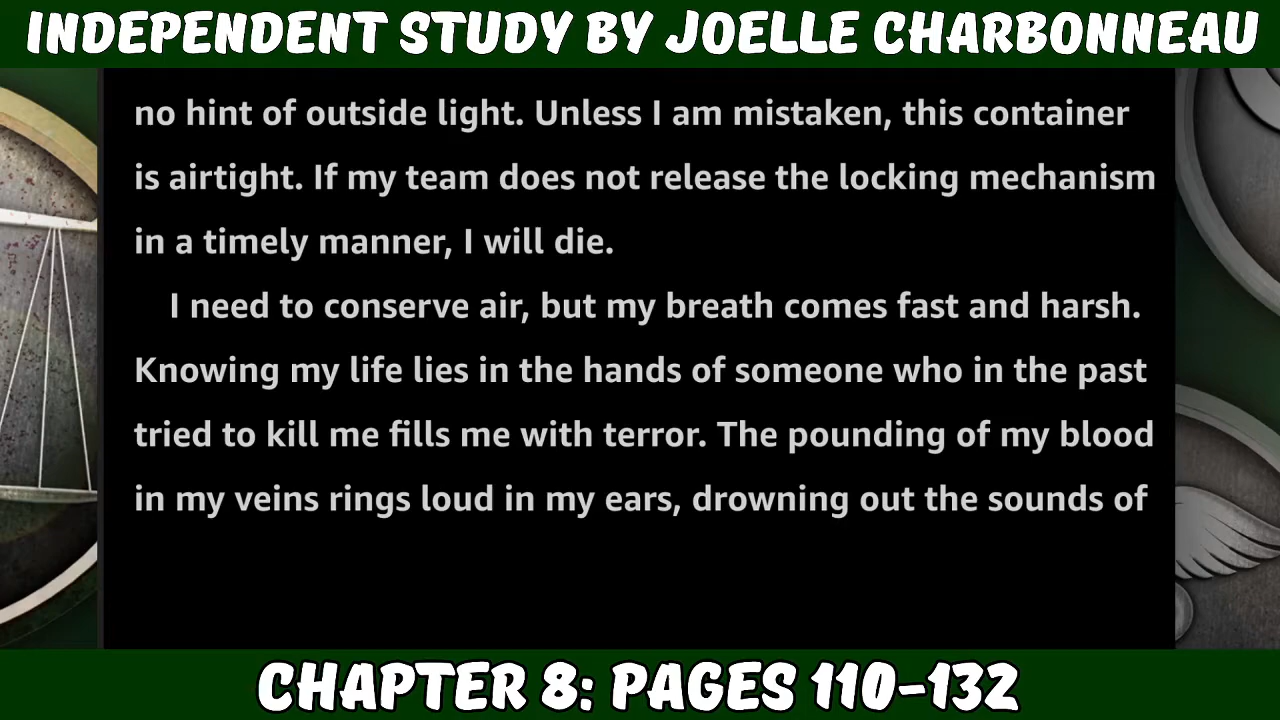 INDEPENDENT STUDY BY JOELLE CHARBONNEAU
no hint of outside light. Unless I am mistaken, this container
is airtight. If my team does not release the locking mechanism
in a timely manner, I will die.
I need to conserve air, but my breath comes fast and harsh.
Knowing my life lies in the hands of someone who in the past
tried to kill me fills me with terror. The pounding of my blood
in my veins rings loud in my ears, drowning out the sounds of
CHAPTER 8: PAGES 110-132